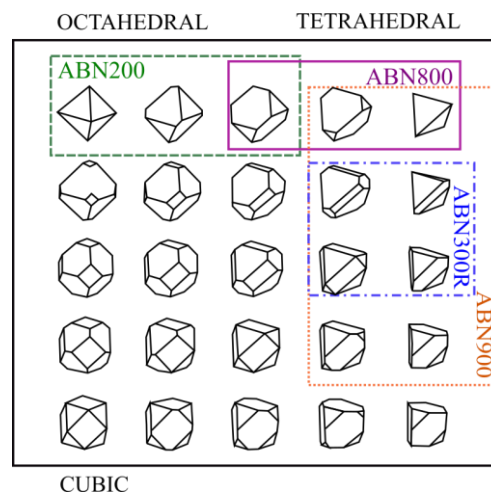 OCTAHEDRAL
TETRAHEDRAL
ABN200
ABN800
ABN300R
ABN900
CUBIC